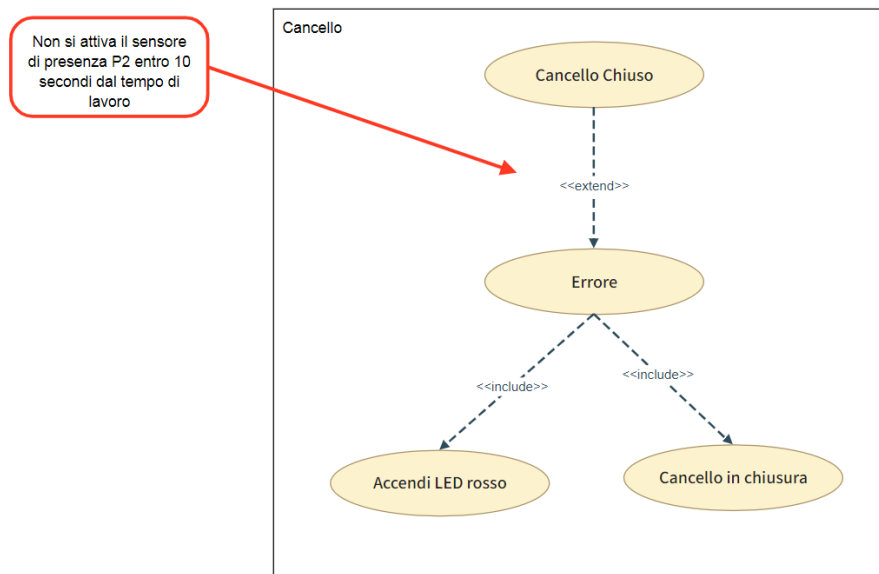 Cancello
Non si attiva il sensore
di presenza P2 entro 10
secondi dal tempo di
lavoro
Cancello Chiuso
<<extend>>
Errore
<<include>>
<<include>>
Accendi LED rosso
Cancello in chiusura